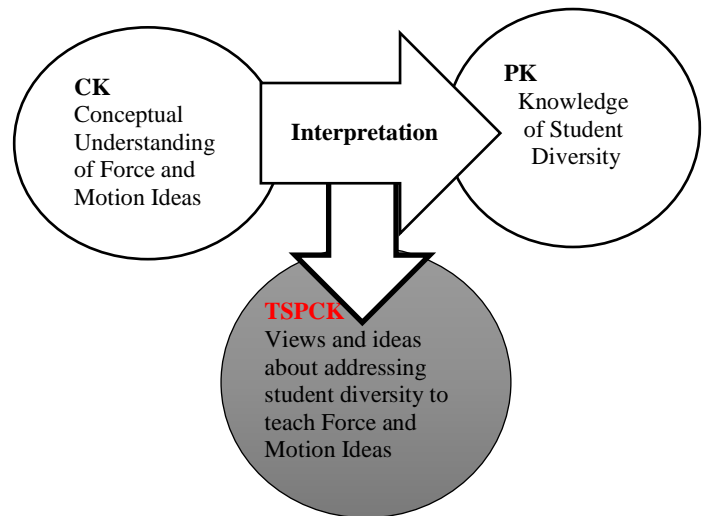 CK
Conceptual
Understanding
of Force and
Motion Ideas
Interpretation
PK
Knowledge
of Student
Diversity
TSPCK
Views and ideas
about addressing
student diversity to
teach Force and
Motion Ideas